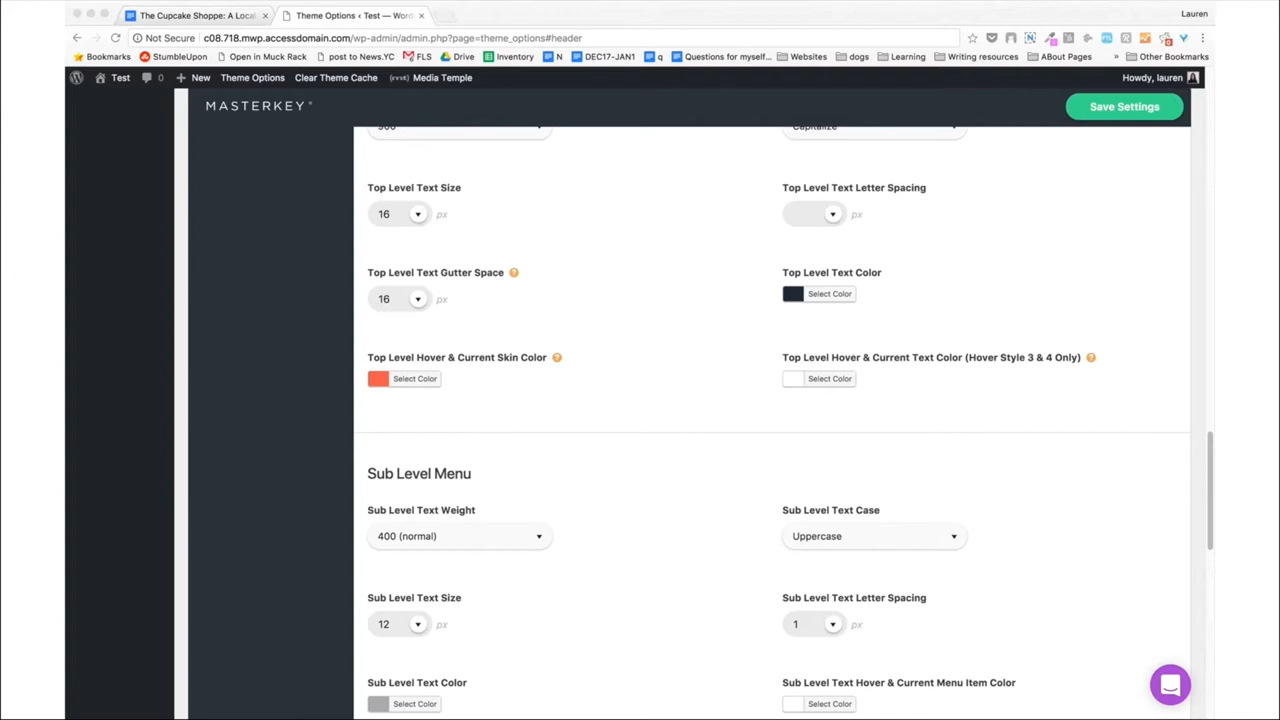 Lauren
The Cupcake Shoppe: A Local × Theme Options ‹ Test — Word ×
Not Secure c08.718.mwp.accessdomain.com/wp-admin/admin.php?page=theme_options#header
Bookmarks StumbleUpon Open in Muck Rack post to News.YC FLS Inventory Drive N DEC17-JAN1 q Questions for myself... Websites dogs Learning Writing resources ABout Pages » Other Bookmarks
Test 0 + New Theme Options Clear Theme Cache (mt) Media Temple Howdy, lauren
MASTERKEY Save Settings
900 Capitalize
Top Level Text Size Top Level Text Letter Spacing
16 px px
Top Level Text Gutter Space ? Top Level Text Color
16 px Select Color
Top Level Hover & Current Skin Color ? Top Level Hover & Current Text Color (Hover Style 3 & 4 Only) ?
Select Color Select Color
Sub Level Menu
Sub Level Text Weight Sub Level Text Case
400 (normal) Uppercase
Sub Level Text Size Sub Level Text Letter Spacing
12 px 1 px
Sub Level Text Color Sub Level Text Hover & Current Menu Item Color
Select Color Select Color